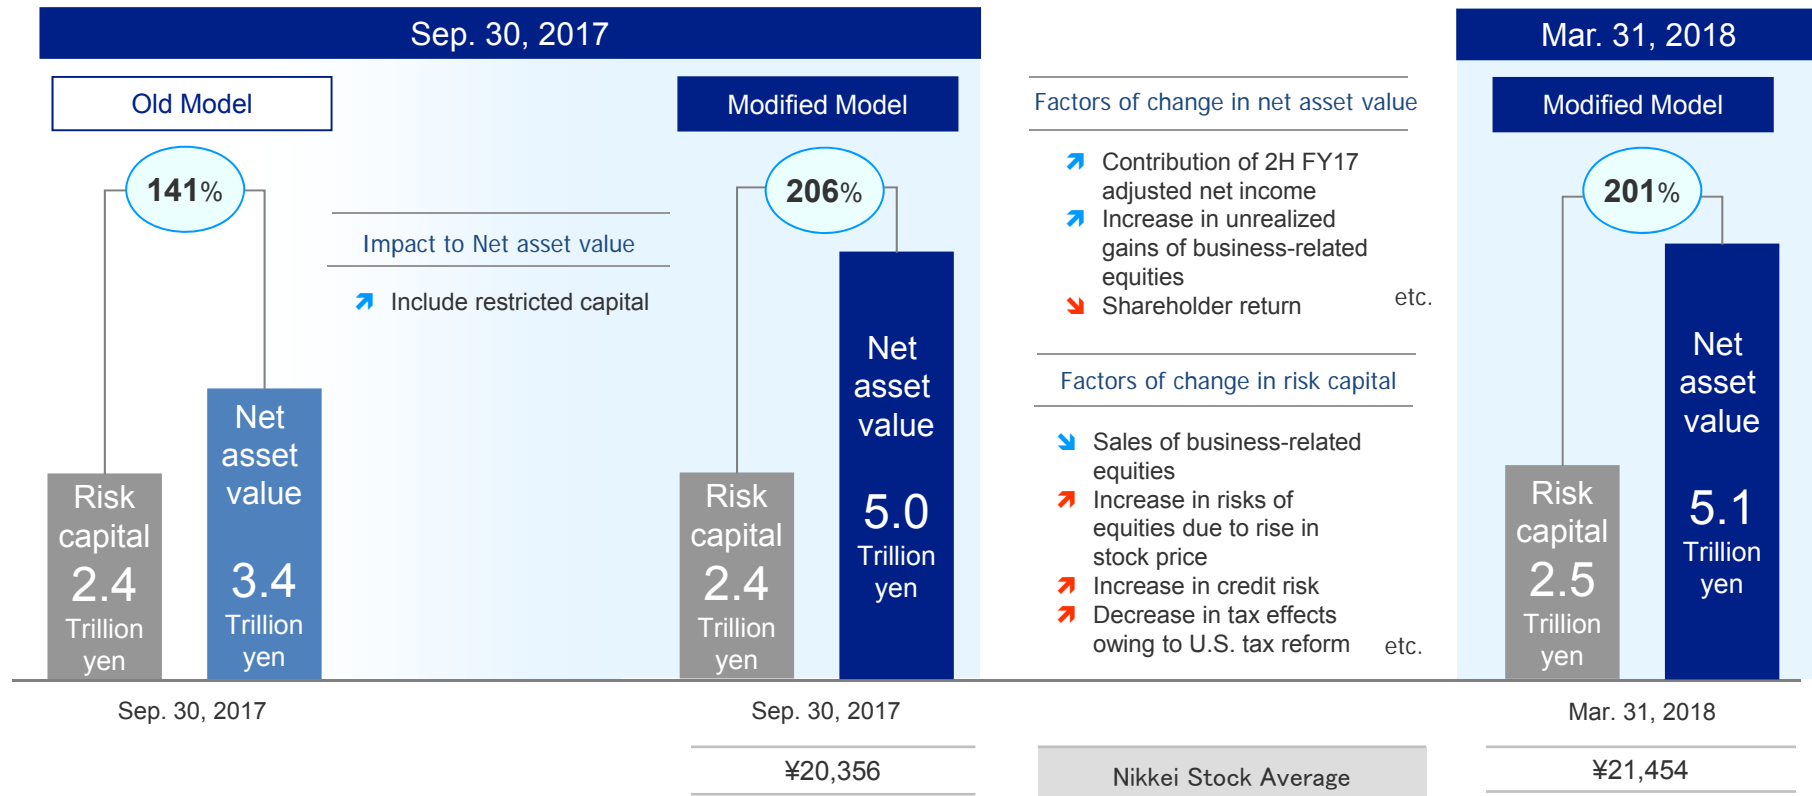 Sep. 30, 2017
Old Model
141%
Risk
capital
2.4
Trillion
yen
Net
asset
value
3.4
Trillion
yen
Sep. 30, 2017
Impact to Net asset value
Include restricted capital
Modified Model
206%
Risk
capital
2.4
Trillion
yen
Net
asset
value
5.0
Trillion
yen
Sep. 30, 2017
¥20,356
Factors of change in net asset value
Contribution of 2H FY17
adjusted net income
Increase in unrealized
gains of business-related
equities
Shareholder return
etc.
Factors of change in risk capital
Sales of business-related
equities
Increase in risks of
equities due to rise in
stock price
Increase in credit risk
Decrease in tax effects
owing to U.S. tax reform
etc.
Nikkei Stock Average
Mar. 31, 2018
Modified Model
201%
Risk
capital
2.5
Trillion
yen
Net
asset
value
5.1
Trillion
yen
Mar. 31, 2018
¥21,454